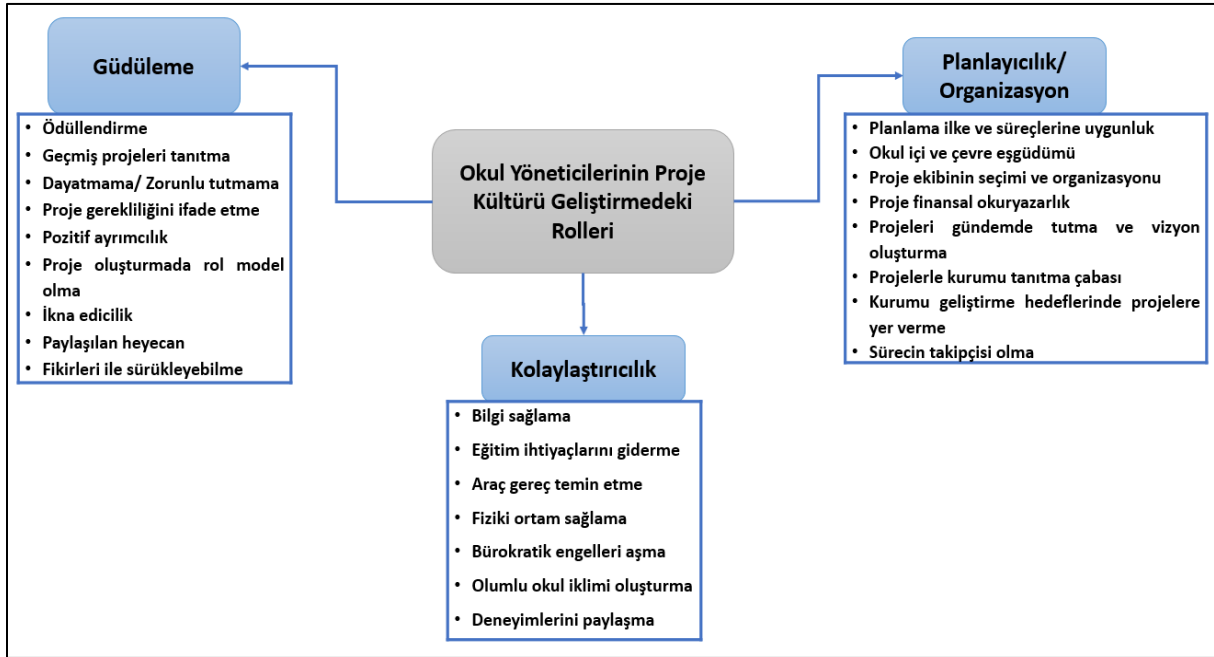 Güdüleme
• Ödüllendirme
• Geçmiş projeleri tanıtma
• Dayatmama/ Zorunlu tutmama
• Proje gerekliliğini ifade etme
• Pozitif ayrımcılık
• Proje oluşturmada rol model
olma
• İkna edicilik
• Paylaşılan heyecan
• Fikirleri ile sürükleyebilme
Okul Yöneticilerinin Proje
Kültürü Geliştirmedeki
Rolleri
Planlayıcılık/
Organizasyon
• Planlama ilke ve süreçlerine uygunluk
• Okul içi ve çevre eşgüdümü
• Proje ekibinin seçimi ve organizasyonu
• Proje finansal okuryazarlık
• Projeleri gündemde tutma ve vizyon
oluşturma
• Projelerle kurumu tanıtma çabası
• Kurumu geliştirme hedeflerinde projelere
yer verme
• Sürecin takipçisi olma
Kolaylaştırıcılık
• Bilgi sağlama
• Eğitim ihtiyaçlarını giderme
• Araç gereç temin etme
• Fiziki ortam sağlama
• Bürokratik engelleri aşma
• Olumlu okul iklimi oluşturma
• Deneyimlerini paylaşma